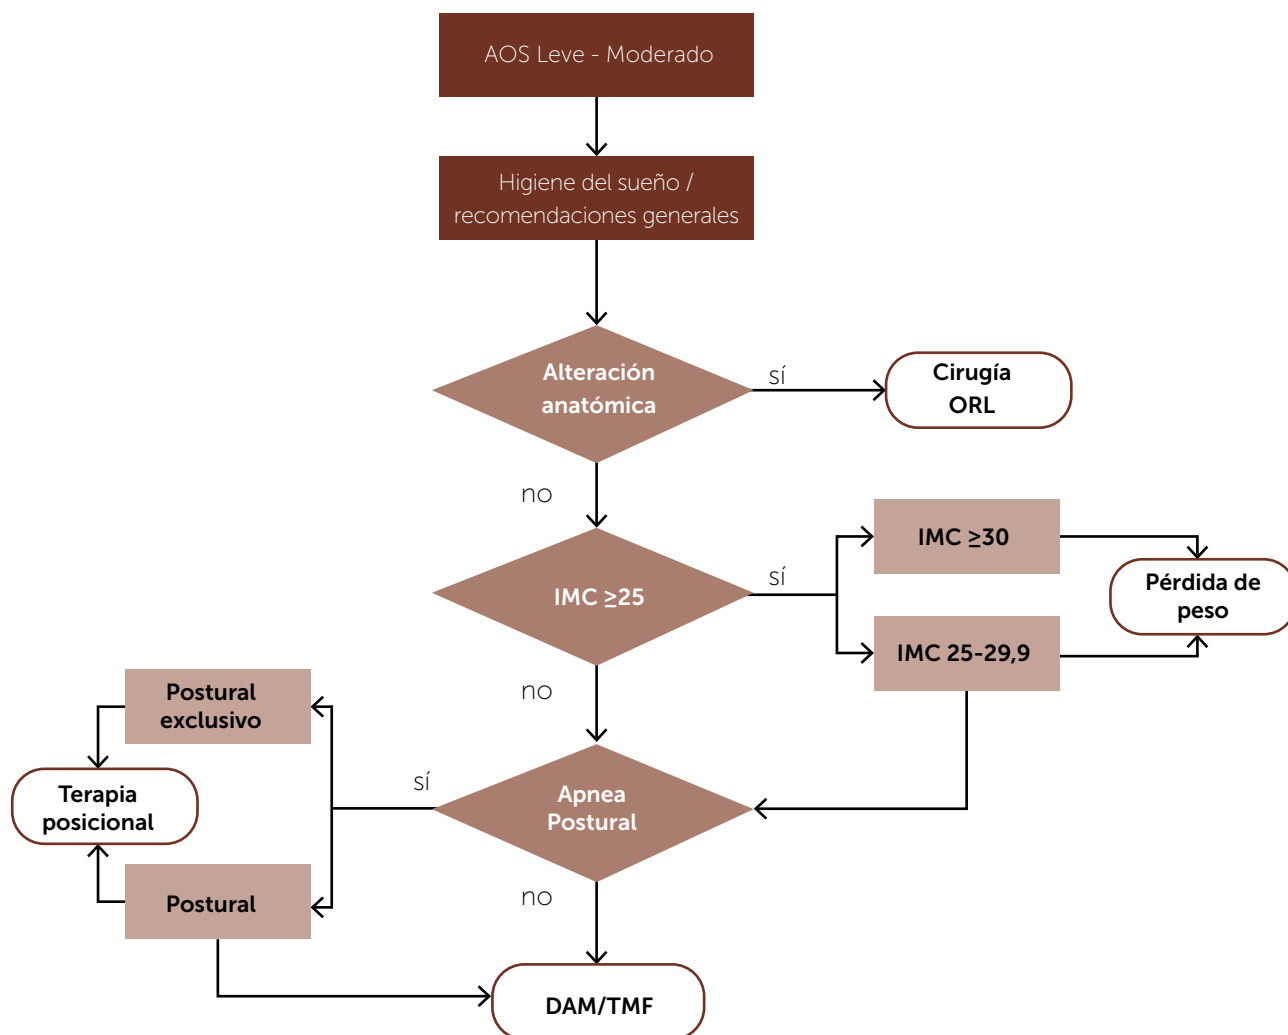 AOS Leve - Moderado
Higiene del sueño /
recomendaciones generales
Alteración
anatómica
sí
Cirugía
ORL
no
IMC ≥25
sí
IMC ≥30
IMC 25-29,9
Pérdida de
peso
no
Apnea
Postural
sí
Postural
exclusivo
Terapia
posicional
Postural
no
DAM/TMF